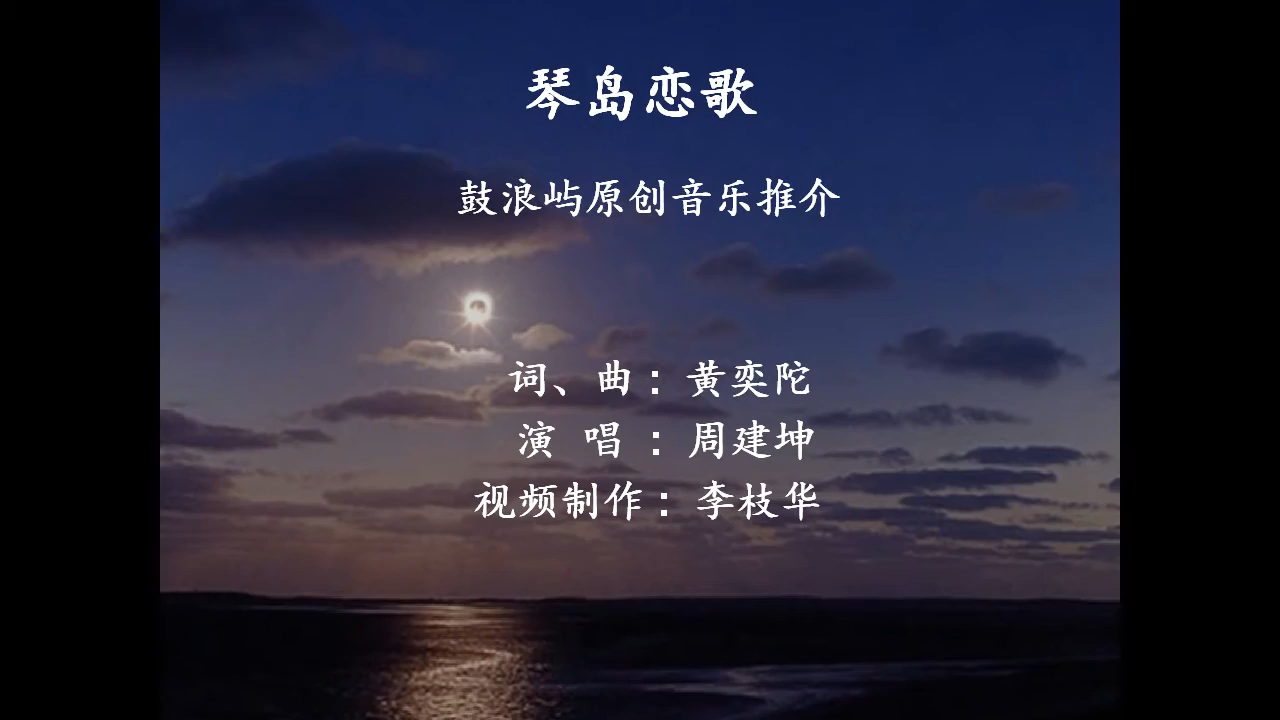 琴岛恋歌
鼓浪屿原创音乐推介
词、曲：黄奕陀
演 唱 ：周建坤
视频制作：李枝华